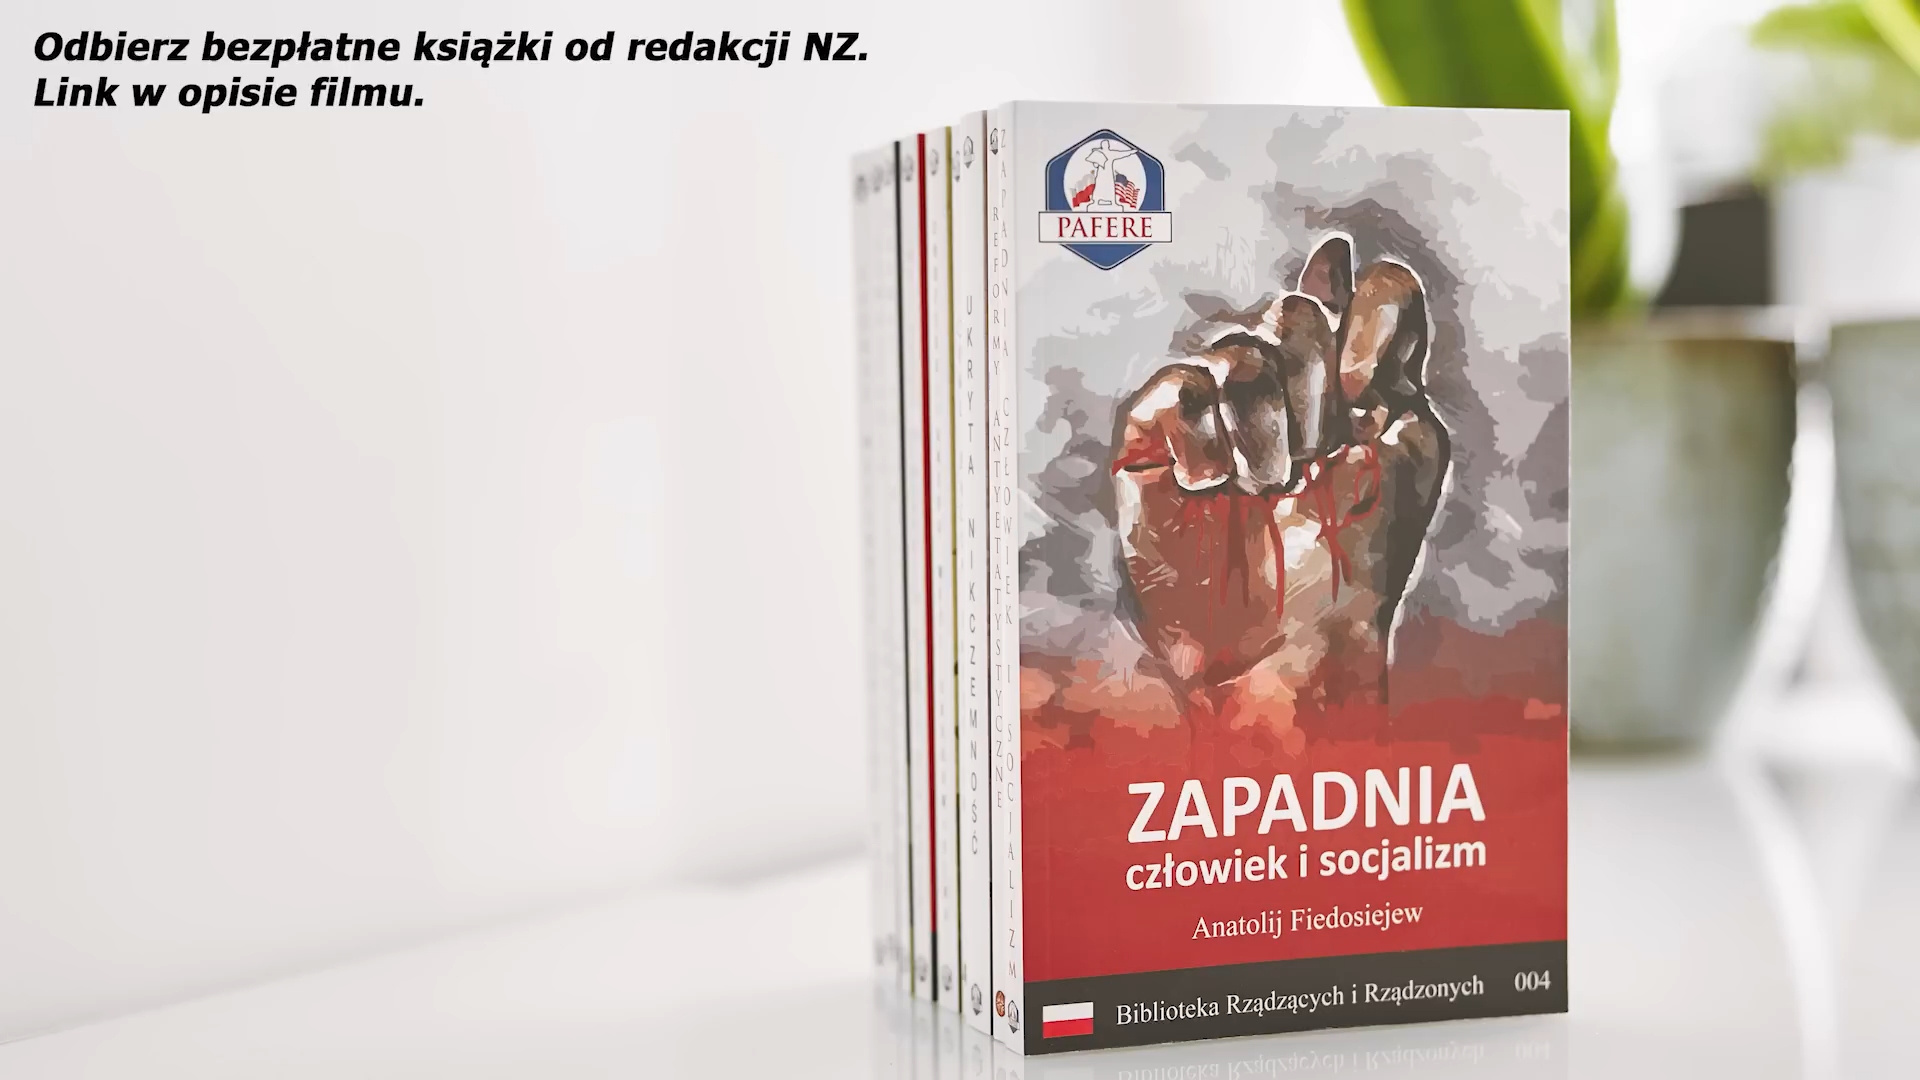 Odbierz bezpłatne książki od redakcji NZ.
Link w opisie filmu.
PAFERE
ZAPADNIA
człowiek i socjalizm
Anatolij Fiedosiejew
Biblioteka Rządzących i Rządzonych 004
ZAPADNIA CZŁOWIEK I SOCJALIZM
REFORMY ANTYETATYSTYCZNE
UKRYTA NIKCZEMNOŚĆ